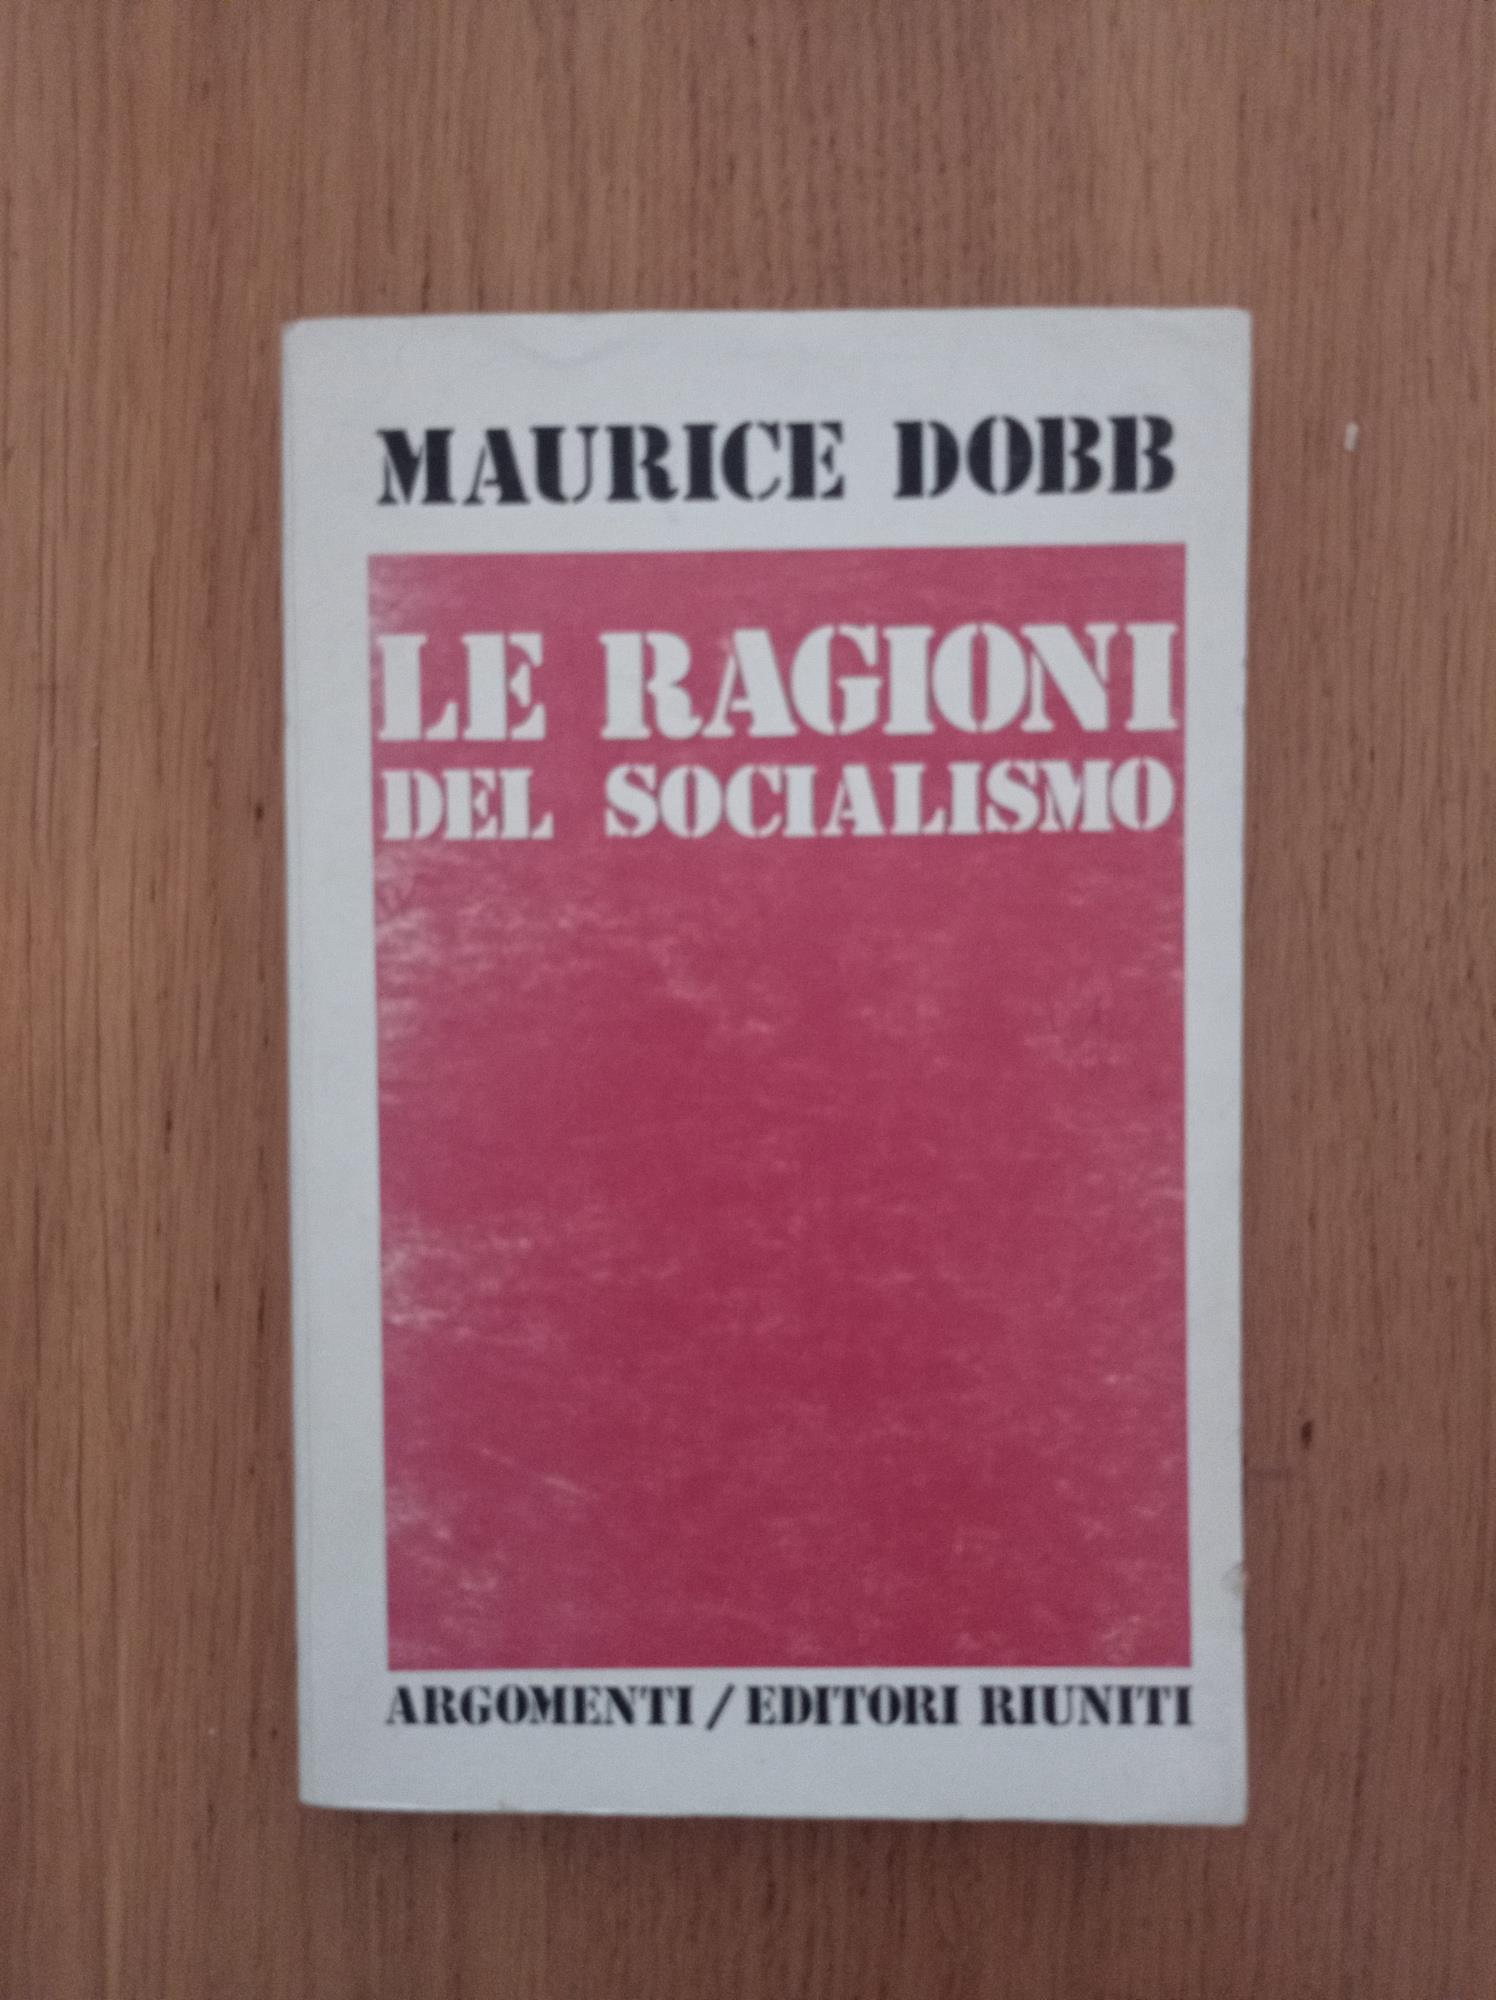 MAURICE DOBB
LE RAGIONI
DEL SOCIALISMO
ARGOMENTI / EDITORI RIUNITI